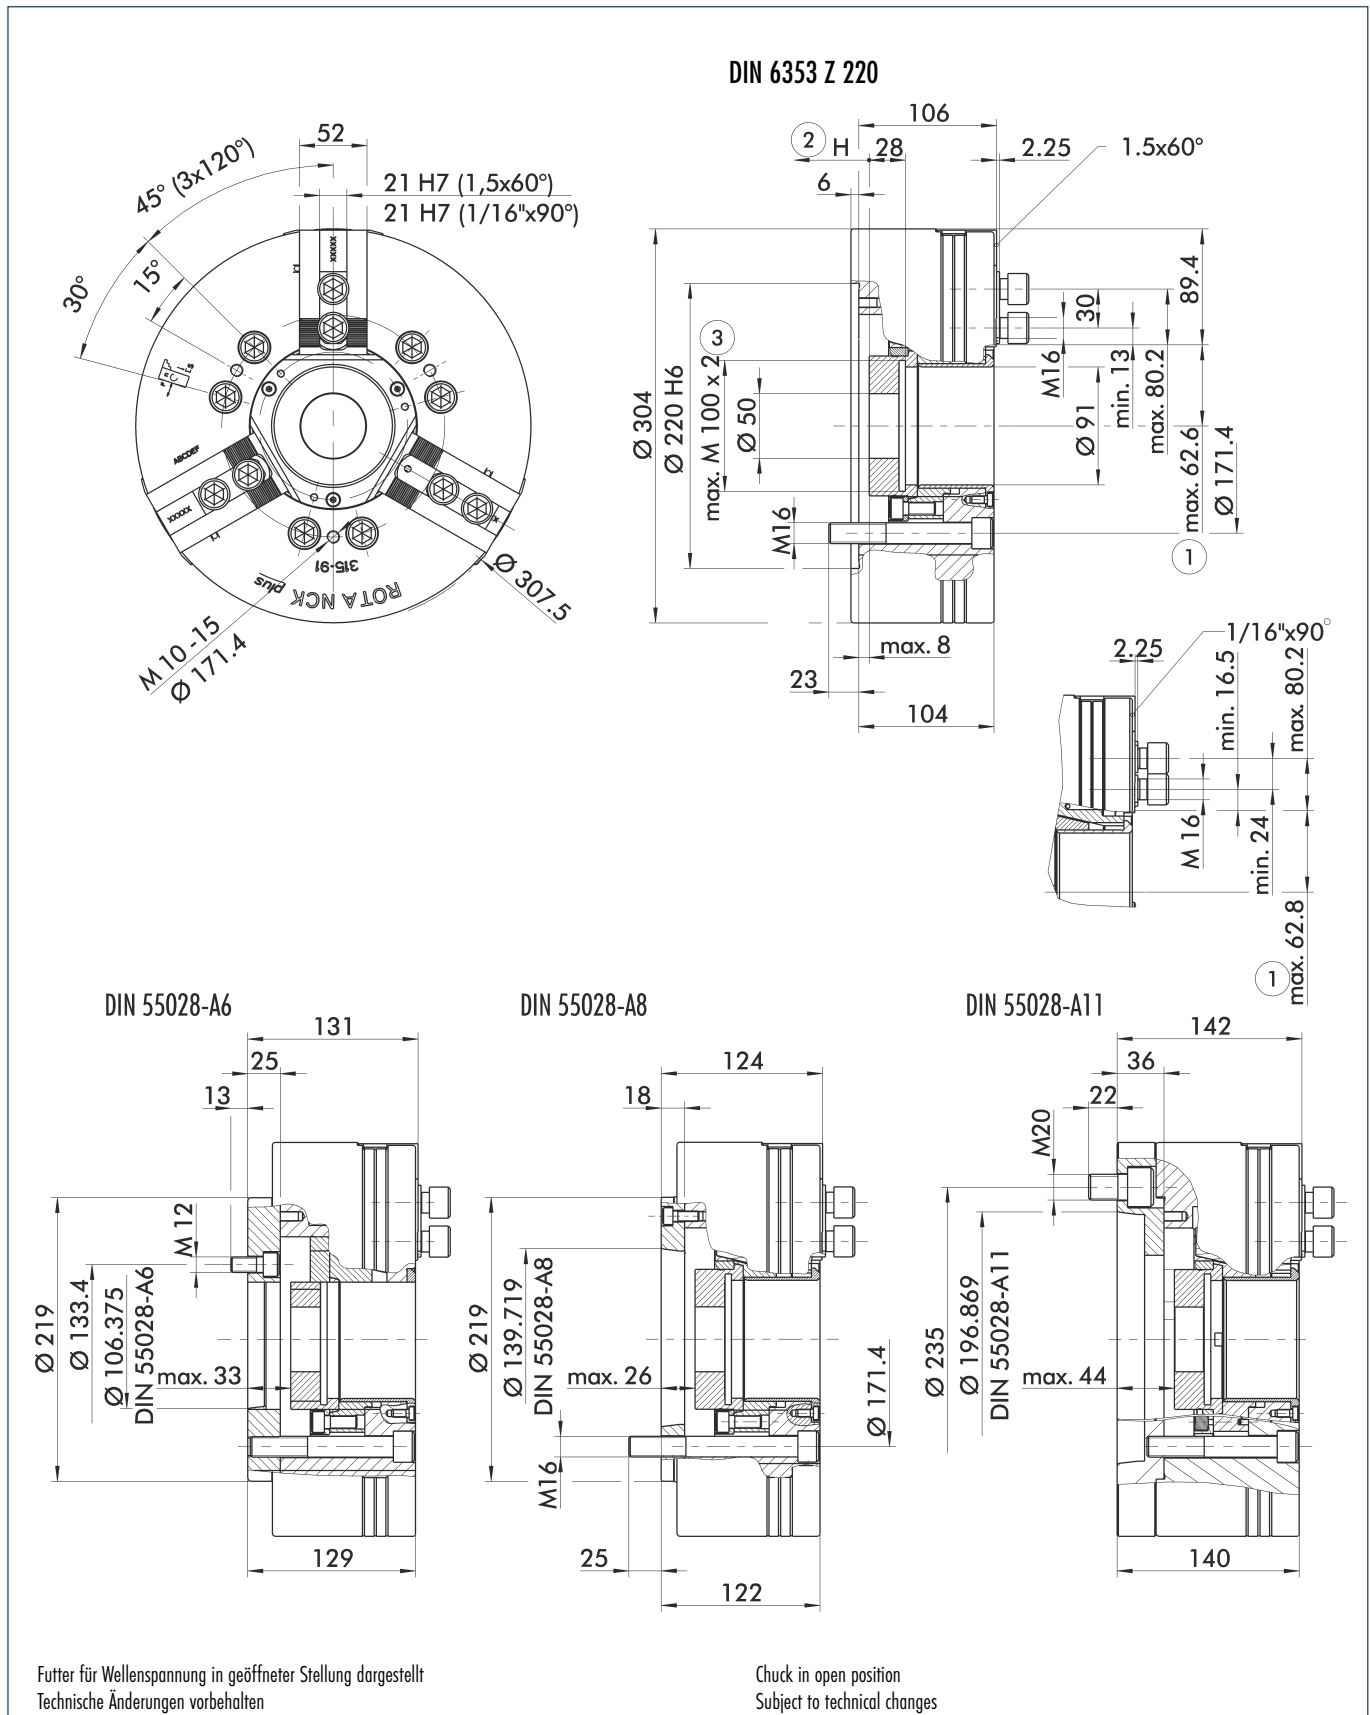 DIN 6353 Z 220
52
45° (3x120°)
21 H7 (1,5x60°)
21 H7 (1/16"x90°)
30°
15°
XXXXX
ABCDEF
XXXXX
315-91
ROTA NCK plus
Ø 307.5
M 10 -15
Ø 171.4
106
2
H
28
2.25
1.5x60°
6
Ø 304
Ø 220 H6
3
max. M 100 x 2
Ø 50
M16
30
89.4
M16
min. 13
max. 80.2
Ø 91
max. 62.6
Ø 171.4
1
max. 8
23
104
1/16"x90°
2.25
min. 16.5
max. 80.2
M 16
min. 24
max. 62.8
1
DIN 55028-A6
131
25
13
M 12
Ø 219
Ø 133.4
Ø 106.375
DIN 55028-A6
max. 33
129
DIN 55028-A8
124
18
Ø 219
Ø 139.719
DIN 55028-A8
max. 26
Ø 171.4
M16
25
122
DIN 55028-A11
142
36
22
M20
Ø 235
Ø 196.869
DIN 55028-A11
max. 44
140
Futter für Wellenspannung in geöffneter Stellung dargestellt
Technische Änderungen vorbehalten
Chuck in open position
Subject to technical changes